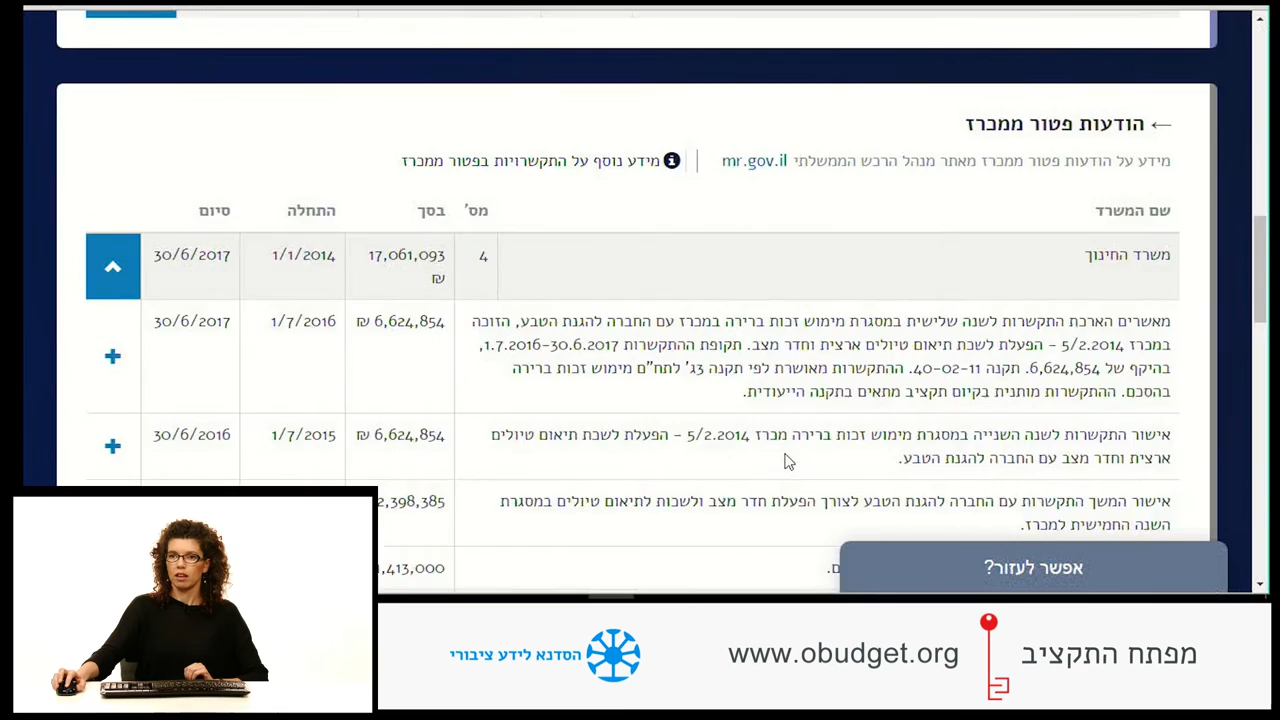 ← הודעות פטור ממכרז
מידע על הודעות פטור ממכרז מאתר מנהל הרכש הממשלתי mr.gov.il | מידע נוסף על התקשרויות בפטור ממכרז
שם המשרד מס' בסך התחלה סיום
משרד החינוך 4 17,061,093 1/1/2014 30/6/2017
₪
מאשרים הארכת התקשרות לשנה שלישית במסגרת מימוש זכות ברירה במכרז עם החברה להגנת הטבע, הזוכה 6,624,854 ₪ 1/7/2016 30/6/2017
במכרז 5/2.2014 - הפעלת לשכת תיאום טיולים ארצית וחדר מצב. תקופת ההתקשרות 1.7.2016-30.6.2017,
בהיקף של 6,624,854. תקנה 40-02-11. ההתקשרות מאושרת לפי תקנה 3ג' לתח"ם מימוש זכות ברירה
בהסכם. ההתקשרות מותנית בקיום תקציב מתאים בתקנה הייעודית.
אישור התקשרות לשנה השנייה במסגרת מימוש זכות ברירה מכרז 5/2.2014 - הפעלת לשכת תיאום טיולים 6,624,854 ₪ 1/7/2015 30/6/2016
ארצית וחדר מצב עם החברה להגנת הטבע.
אישור המשך התקשרות עם החברה להגנת הטבע לצורך הפעלת חדר מצב ולשכות לתיאום טיולים במסגרת 2,398,385
השנה החמישית למכרז.
1,413,000
אפשר לעזור?
מפתח התקציב
www.obudget.org
הסדנא לידע ציבורי